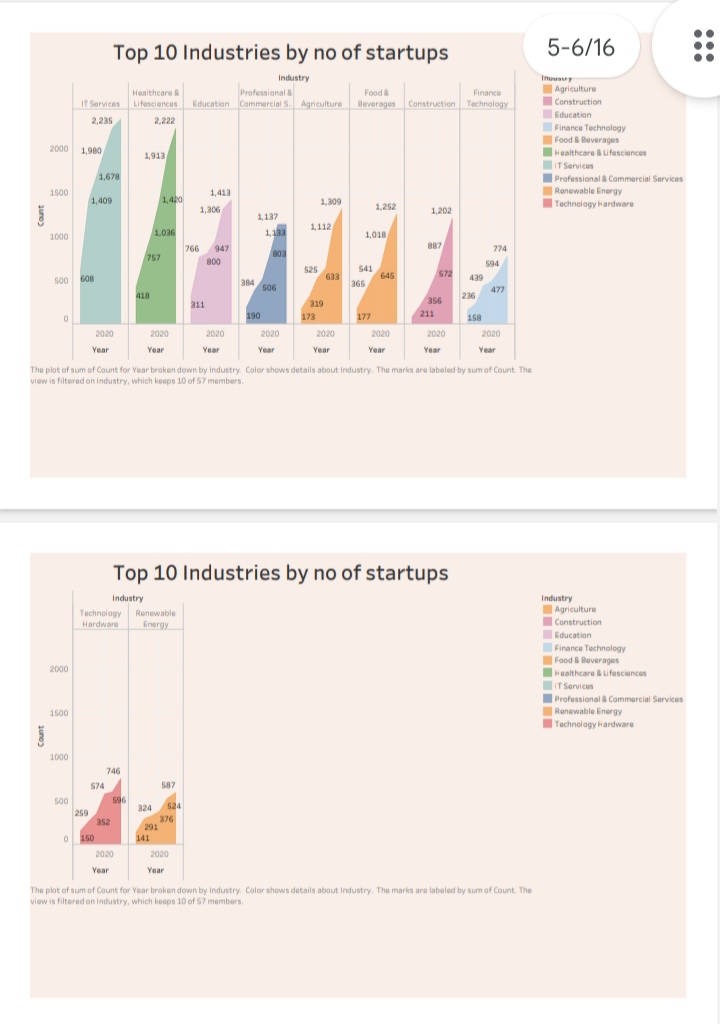 Top 10 Industries by no of startups
5-6/16
Industry
IT Services
Healthcare &
Lifesciences
Education
Professional &
Commercial S..
Agriculture
Food &
Beverages
Construction
Finance
Technology
Count
2000
1500
1000
500
0
2,235
1,980
1,678
1,409
608
2,222
1,913
1,420
1,036
757
418
1,413
1,306
766
947
800
311
1,137
1,133
803
384
506
190
1,309
1,112
525
633
319
173
1,252
1,018
541
645
365
177
1,202
887
572
356
211
774
594
439
477
236
158
2020
2020
2020
2020
2020
2020
2020
2020
Year
Year
Year
Year
Year
Year
Year
Year
Industry
Agriculture
Construction
Education
Finance Technology
Food & Beverages
Healthcare & Lifesciences
IT Services
Professional & Commercial Services
Renewable Energy
Technology Hardware
The plot of sum of Count for Year broken down by Industry. Color shows details about Industry. The marks are labeled by sum of Count. The
view is filtered on Industry, which keeps 10 of 57 members.
Top 10 Industries by no of startups
Industry
Technology
Hardware
Renewable
Energy
Count
2000
1500
1000
500
0
746
574
596
259
352
150
587
324
524
376
291
141
2020
2020
Year
Year
Industry
Agriculture
Construction
Education
Finance Technology
Food & Beverages
Healthcare & Lifesciences
IT Services
Professional & Commercial Services
Renewable Energy
Technology Hardware
The plot of sum of Count for Year broken down by Industry. Color shows details about Industry. The marks are labeled by sum of Count. The
view is filtered on Industry, which keeps 10 of 57 members.